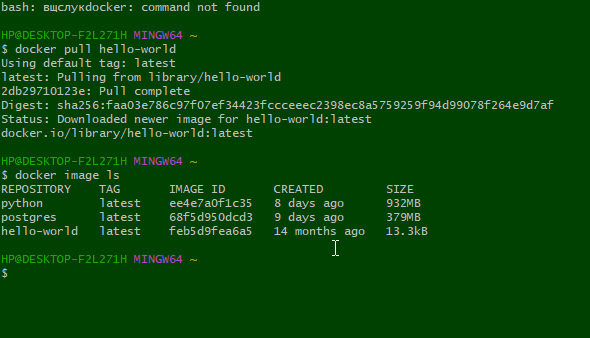 bash: вщслукdocker: command not found
HP@DESKTOP-F2L271H MINGW64 ~
$ docker pull hello-world
Using default tag: latest
latest: Pulling from library/hello-world
2db29710123e: Pull complete
Digest: sha256:faa03e786c97f07ef34423fccceeec2398ec8a5759259f94d99078f264e9d7af
Status: Downloaded newer image for hello-world:latest
docker.io/library/hello-world:latest
HP@DESKTOP-F2L271H MINGW64 ~
$ docker image ls
REPOSITORY TAG IMAGE ID CREATED SIZE
python latest ee4e7a0f1c35 8 days ago 932MB
postgres latest 68f5d950dcd3 9 days ago 379MB
hello-world latest feb5d9fea6a5 14 months ago 13.3kB
HP@DESKTOP-F2L271H MINGW64 ~
$